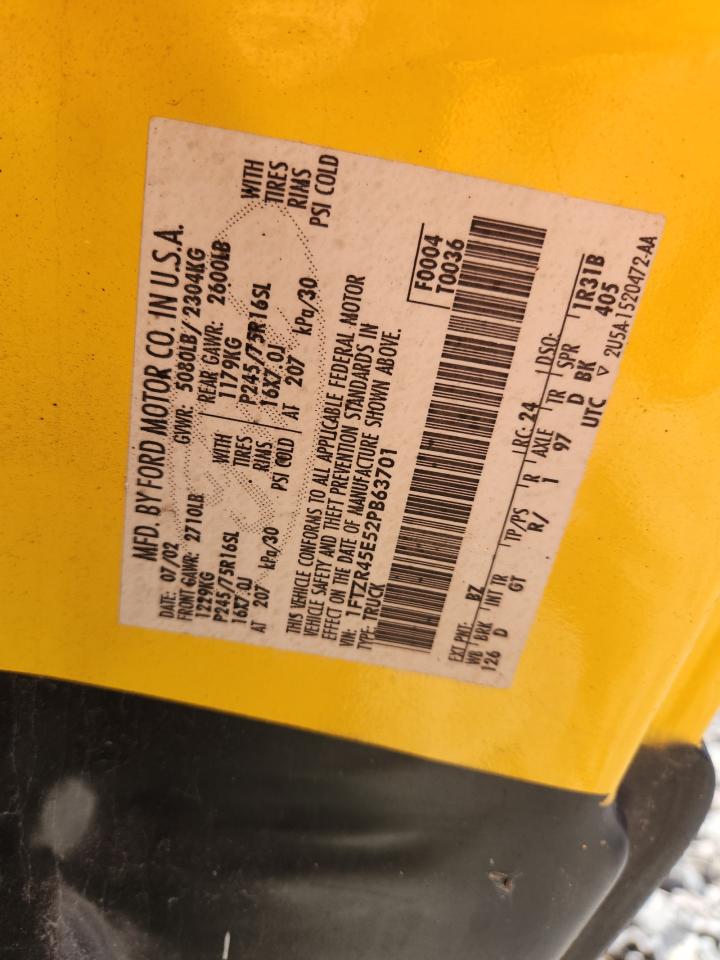 MFD. BY FORD MOTOR CO. IN U.S.A.
DATE: 07/02 GVWR: 5080LB/ 2304KG
FRONT GAWR: 2710LB REAR GAWR: 2600LB
1229KG WITH 1179KG WITH
P245/75R16SL TIRES P245/75R16SL TIRES
16X7.0J RIMS 16X7.0J RIMS
AT 207 kPa/30 PSI COLD AT 207 kPa/30 PSI COLD
THIS VEHICLE CONFORMS TO ALL APPLICABLE FEDERAL MOTOR
VEHICLE SAFETY AND THEFT PREVENTION STANDARDS IN
EFFECT ON THE DATE OF MANUFACTURE SHOWN ABOVE.
VIN: 1FTZR45E52PB63701
TYPE: TRUCK
F0004
T0036
EXT PNT: BZ RC: 24 DSO:
WB BRK INT TR TP/PS R AXLE TR SPR 1R31B
126 D GT R/ 1 97 D BK 405
UTC ▽ 2U5A-1520472-AA